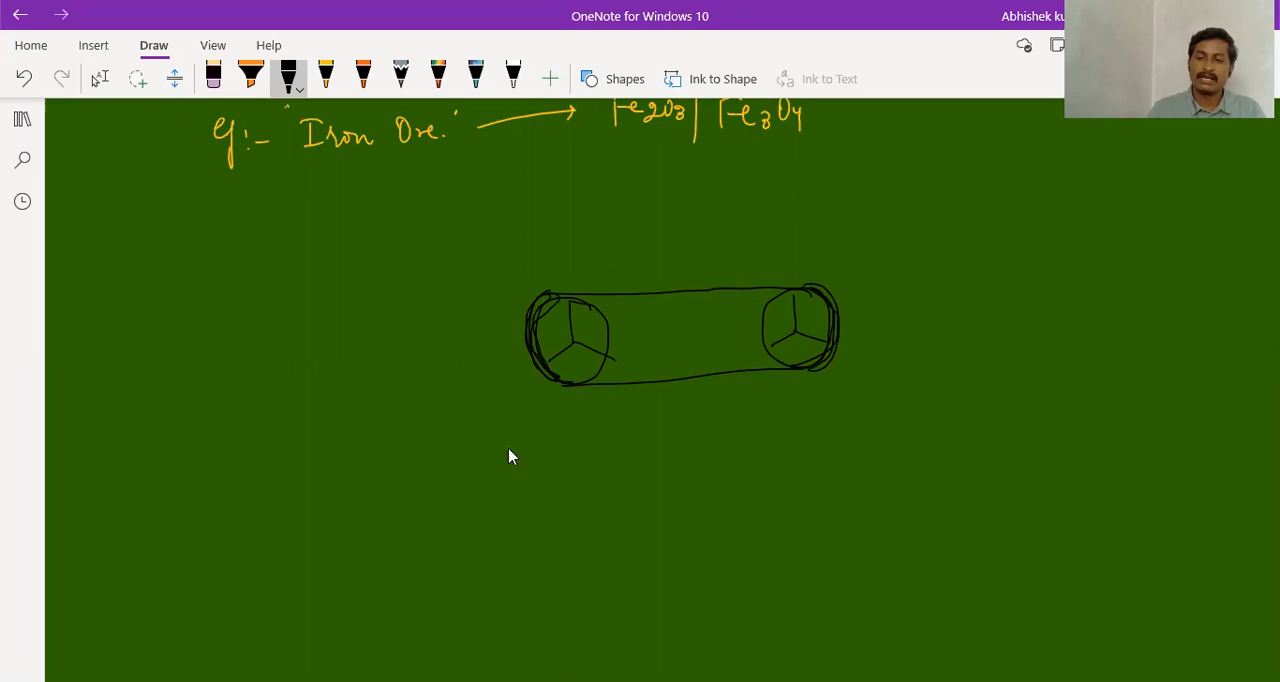 OneNote for Windows 10
Abhishek ku
Home Insert Draw View Help
Shapes Ink to Shape Ink to Text
Eg:- "Iron Ore." → Fe2O3 | Fe3O4